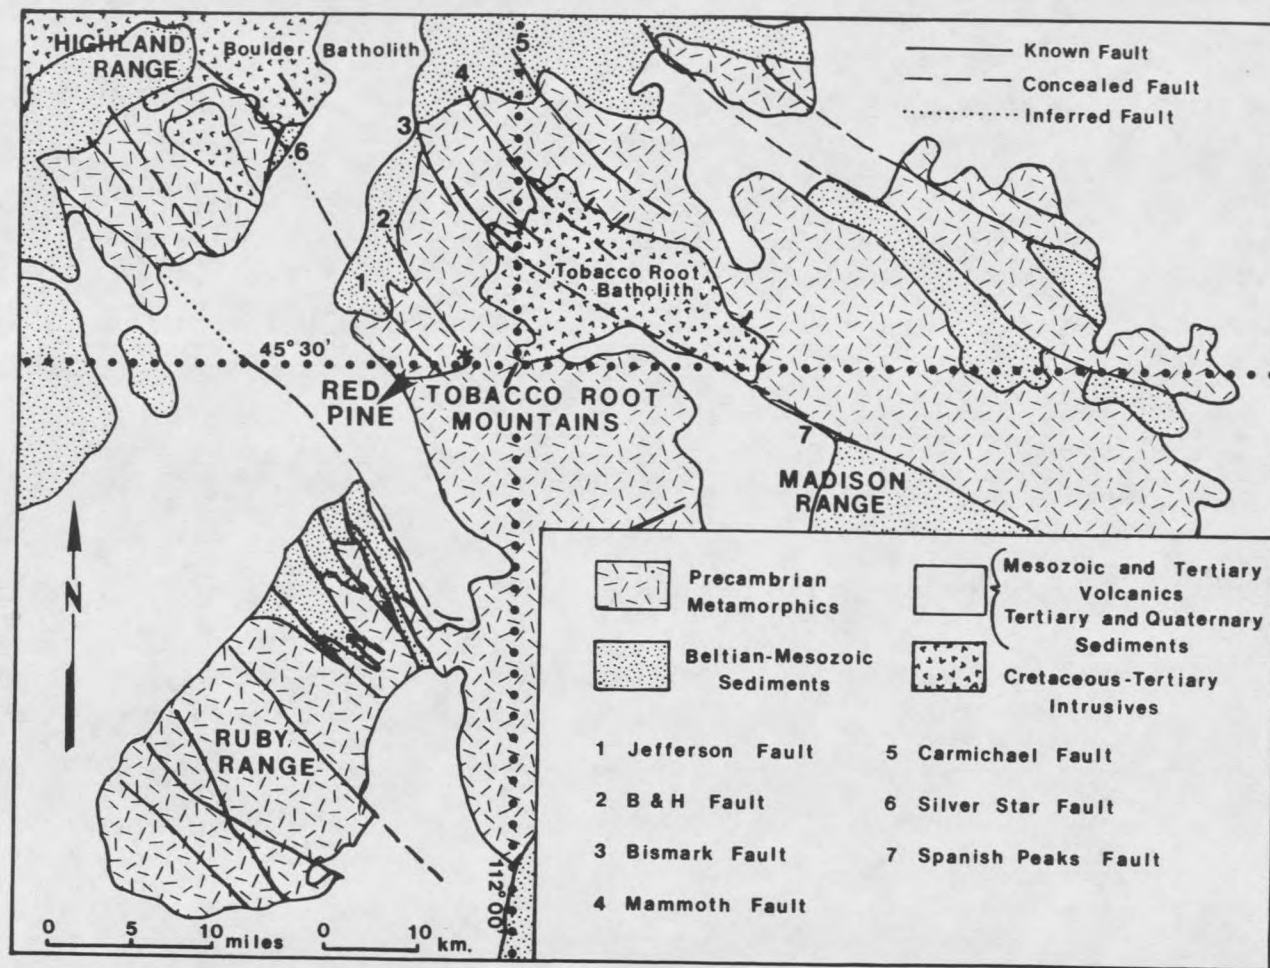 HIGHLAND
RANGE
Boulder Batholith
5
4
3
6
2
1
Known Fault
Concealed Fault
Inferred Fault
Tobacco Root
Batholith
45° 30'
RED
PINE
TOBACCO ROOT
MOUNTAINS
7
MADISON
RANGE
N
RUBY
RANGE
112° 00'
0 5 10 miles 0 10 km.
Precambrian
Metamorphics
Beltian-Mesozoic
Sediments
Mesozoic and Tertiary
Volcanics
Tertiary and Quaternary
Sediments
Cretaceous-Tertiary
Intrusives
1 Jefferson Fault
2 B & H Fault
3 Bismark Fault
4 Mammoth Fault
5 Carmichael Fault
6 Silver Star Fault
7 Spanish Peaks Fault